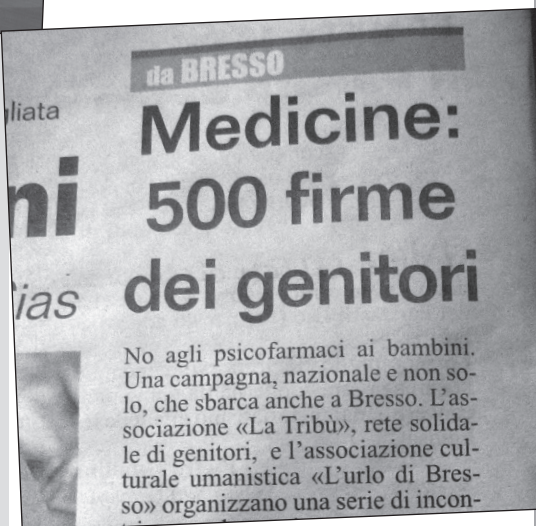 gliata
ni
ias
da BRESSO
Medicine:
500 firme
dei genitori
No agli psicofarmaci ai bambini.
Una campagna, nazionale e non so-
lo, che sbarca anche a Bresso. L'as-
sociazione «La Tribù», rete solida-
le di genitori, e l'associazione cul-
turale umanistica «L'urlo di Bres-
so» organizzano una serie di incon-